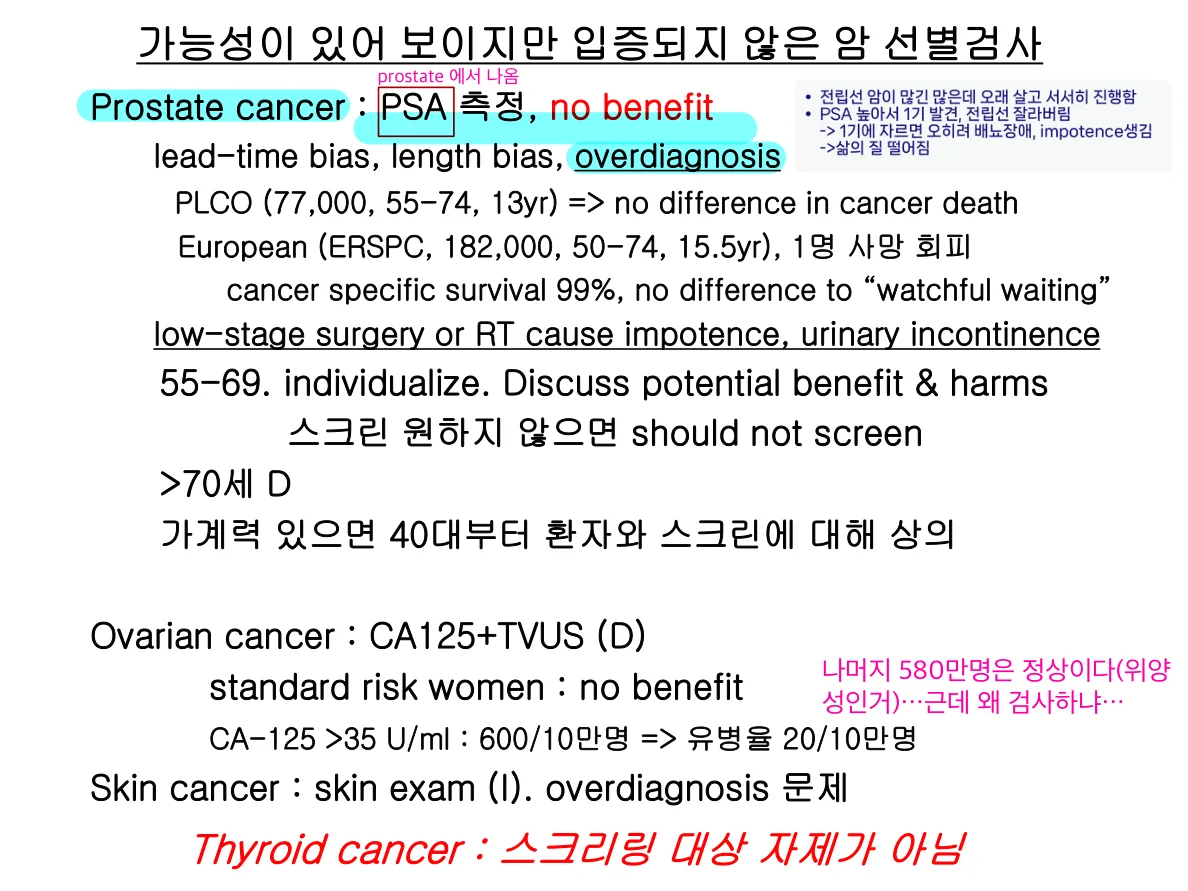 가능성이 있어 보이지만 입증되지 않은 암 선별검사
prostate 에서 나옴
Prostate cancer : PSA 측정, no benefit
• 전립선 암이 많긴 많은데 오래 살고 서서히 진행함
• PSA 높아서 1기 발견, 전립선 잘라버림
-> 1기에 자르면 오히려 배뇨장애, impotence생김
->삶의 질 떨어짐
lead-time bias, length bias, overdiagnosis
PLCO (77,000, 55-74, 13yr) => no difference in cancer death
European (ERSPC, 182,000, 50-74, 15.5yr), 1명 사망 회피
cancer specific survival 99%, no difference to “watchful waiting”
low-stage surgery or RT cause impotence, urinary incontinence
55-69. individualize. Discuss potential benefit & harms
스크린 원하지 않으면 should not screen
>70세 D
가계력 있으면 40대부터 환자와 스크린에 대해 상의
Ovarian cancer : CA125+TVUS (D)
standard risk women : no benefit
나머지 580만명은 정상이다(위양
성인거)…근데 왜 검사하냐…
CA-125 >35 U/ml : 600/10만명 => 유병율 20/10만명
Skin cancer : skin exam (I). overdiagnosis 문제
Thyroid cancer : 스크리링 대상 자제가 아님